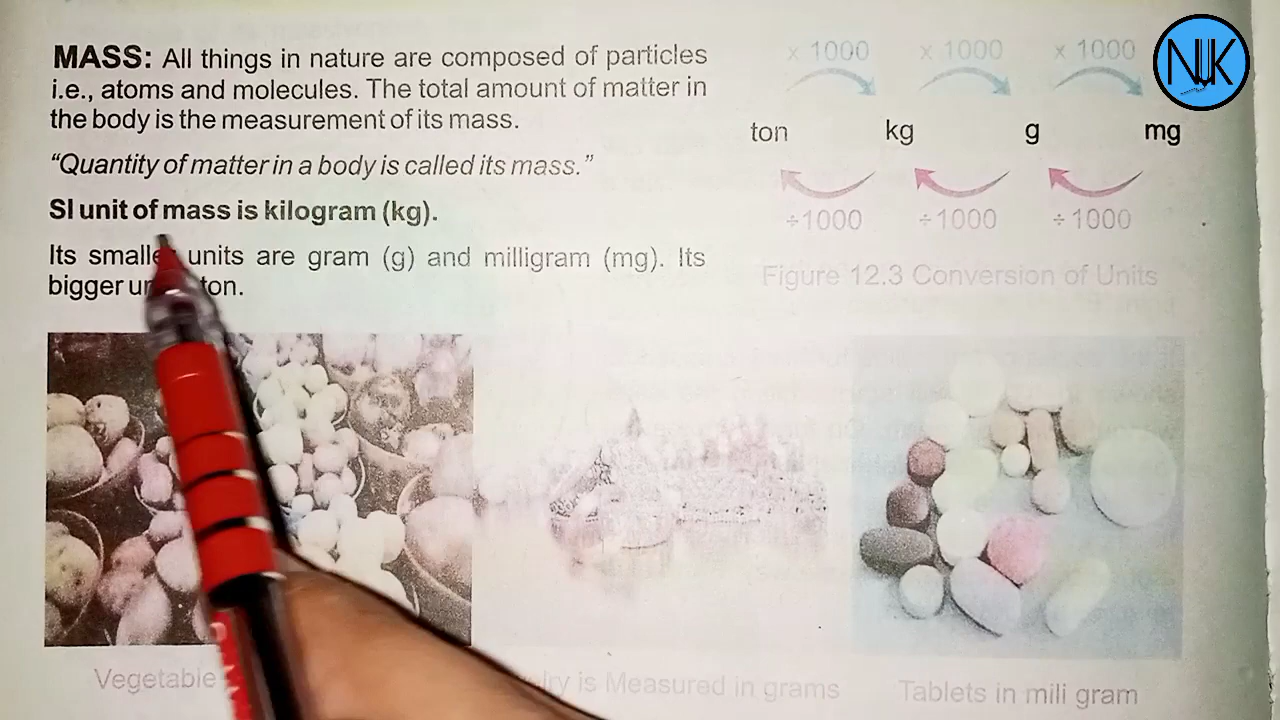 MASS: All things in nature are composed of particles
i.e., atoms and molecules. The total amount of matter in
the body is the measurement of its mass.
"Quantity of matter in a body is called its mass."
SI unit of mass is kilogram (kg).
Its smaller units are gram (g) and milligram (mg). Its
bigger ton.
× 1000 × 1000 × 1000
ton kg g mg
÷1000 ÷1000 ÷1000
Figure 12.3 Conversion of Units
Vegetable
is Measured in grams
Tablets in mili gram
NJK